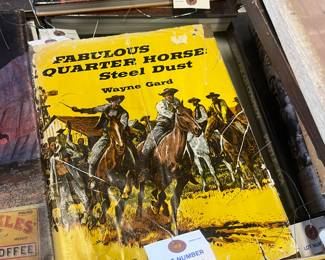 FABULOUS
QUARTER HORSE:
Steel Dust
Wayne Gard
NUMBER
COFFEE